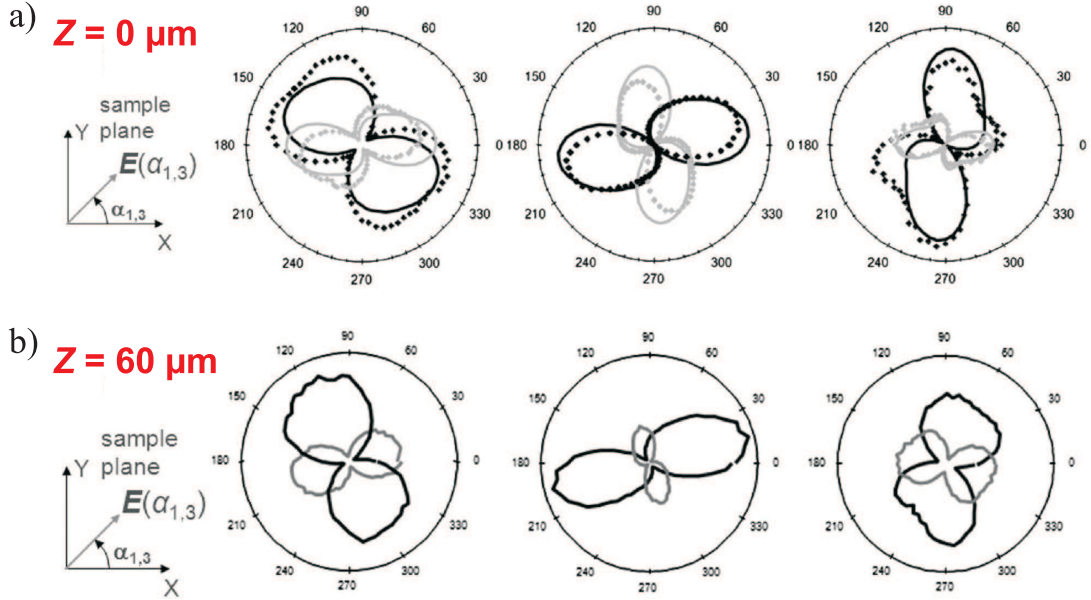 a) Z = 0 µm
90 90 90
120 60 120 60 120 60
150 30 150 30 150 30
sample
Y plane
180 0 180 0 180 0
E(α1,3)
α1,3
X
210 330 210 330 210 330
240 300 240 300 240 300
270 270 270
b) Z = 60 µm
90 90 90
120 60 120 60 120 60
150 30 150 30 150 30
sample
Y plane
180 0 180 0 180 0
E(α1,3)
α1,3
X
210 330 210 330 210 330
240 300 240 300 240 300
270 270 270